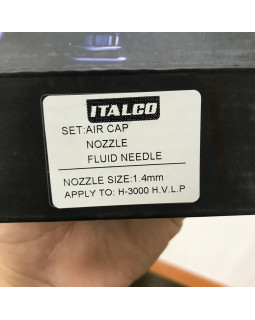 ITALCO
SET:AIR CAP
NOZZLE
FLUID NEEDLE
NOZZLE SIZE:1.4mm
APPLY TO: H-3000 H.V.L.P